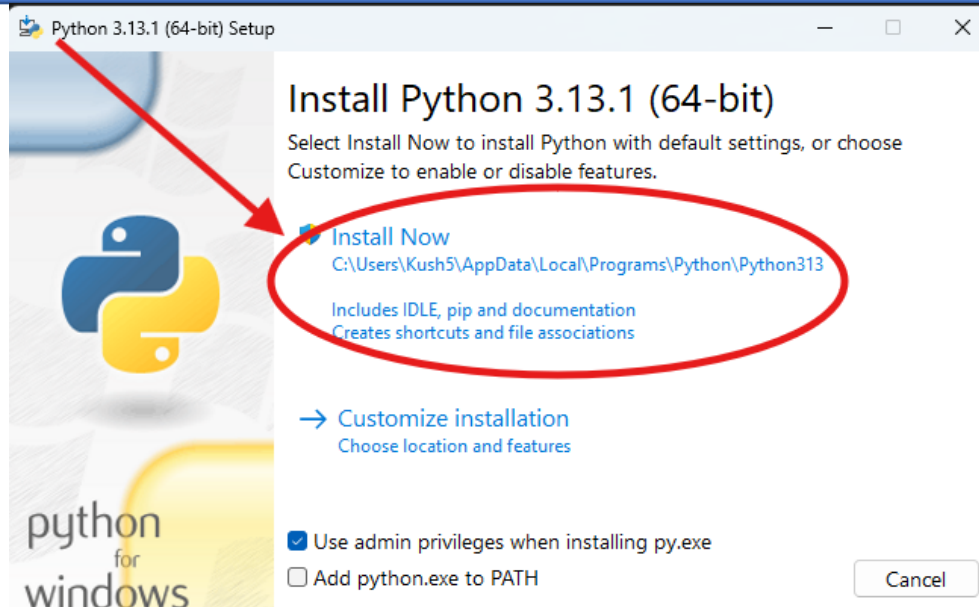 Python 3.13.1 (64-bit) Setup
Install Python 3.13.1 (64-bit)
Select Install Now to install Python with default settings, or choose
Customize to enable or disable features.
Install Now
C:\Users\Kush5\AppData\Local\Programs\Python\Python313
Includes IDLE, pip and documentation
Creates shortcuts and file associations
Customize installation
Choose location and features
python
for
windows
Use admin privileges when installing py.exe
Add python.exe to PATH
Cancel